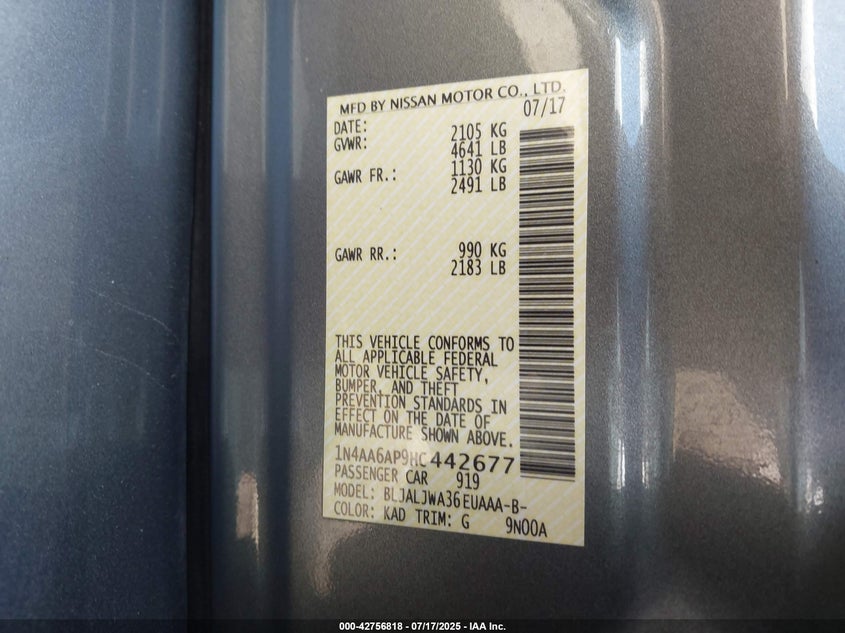 MFD BY NISSAN MOTOR CO., LTD.
DATE: 07/17
GVWR: 2105 KG
4641 LB
GAWR FR.: 1130 KG
2491 LB
GAWR RR.: 990 KG
2183 LB
THIS VEHICLE CONFORMS TO
ALL APPLICABLE FEDERAL
MOTOR VEHICLE SAFETY,
BUMPER, AND THEFT
PREVENTION STANDARDS IN
EFFECT ON THE DATE OF
MANUFACTURE SHOWN ABOVE.
1N4AA6AP9HC442677
PASSENGER CAR 919
MODEL: BLJALJWA36EUAAA-B-
COLOR: KAD TRIM: G 9N00A
000-42756818 - 07/17/2025 - IAA Inc.